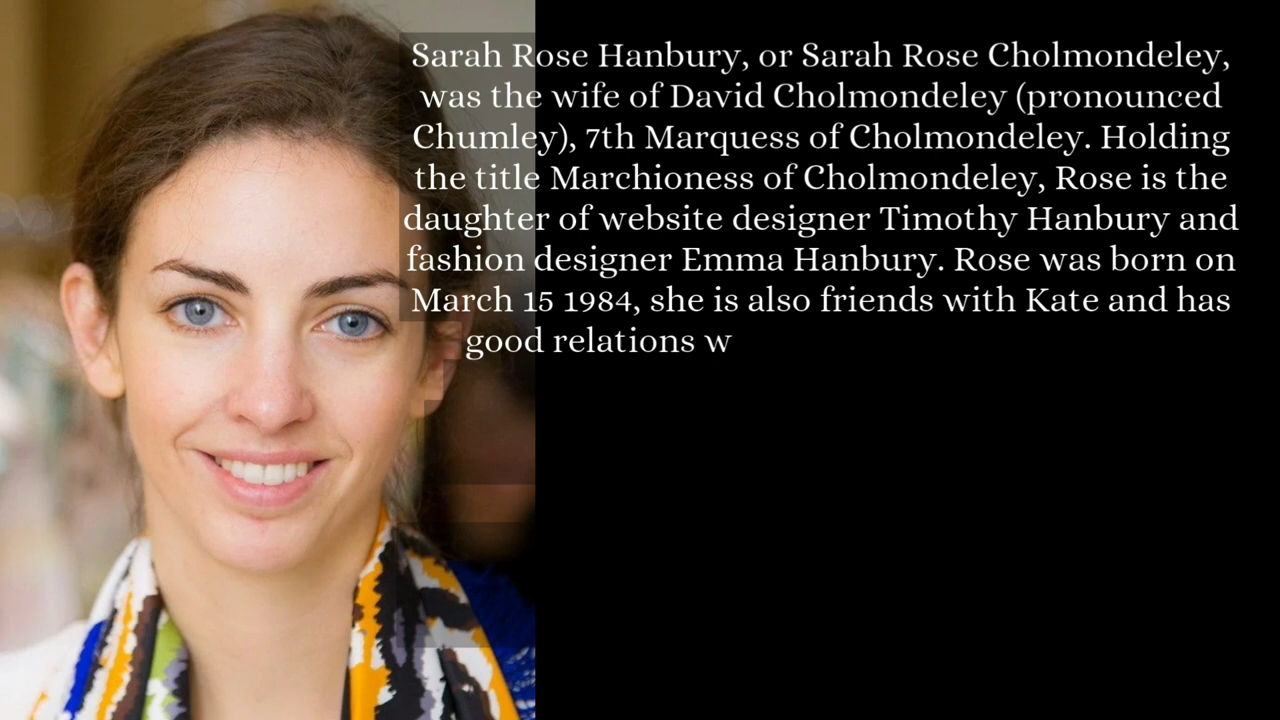 Sarah Rose Hanbury, or Sarah Rose Cholmondeley,
was the wife of David Cholmondeley (pronounced
Chumley), 7th Marquess of Cholmondeley. Holding
the title Marchioness of Cholmondeley, Rose is the
daughter of website designer Timothy Hanbury and
fashion designer Emma Hanbury. Rose was born on
March 15 1984, she is also friends with Kate and has
good relations w